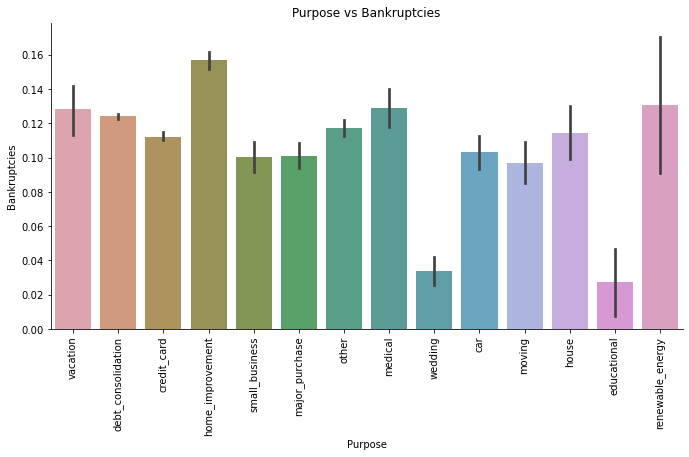 Purpose vs Bankruptcies
Bankruptcies
0.16
0.14
0.12
0.10
0.08
0.06
0.04
0.02
0.00
vacation
debt_consolidation
credit_card
home_improvement
small_business
major_purchase
other
medical
wedding
car
moving
house
educational
renewable_energy
Purpose